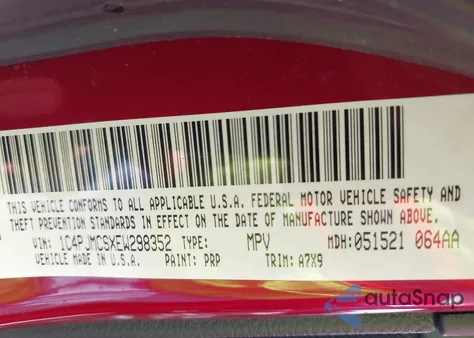 THIS VEHICLE CONFORMS TO ALL APPLICABLE U.S.A. FEDERAL MOTOR VEHICLE SAFETY AND
THEFT PREVENTION STANDARDS IN EFFECT ON THE DATE OF MANUFACTURE SHOWN ABOVE.
VIN: 1C4PJMCSXEW298352 TYPE: MPV MDH:051521 064AA
VEHICLE MADE IN U.S.A. PAINT: PRP TRIM: A7X9
autoSnap